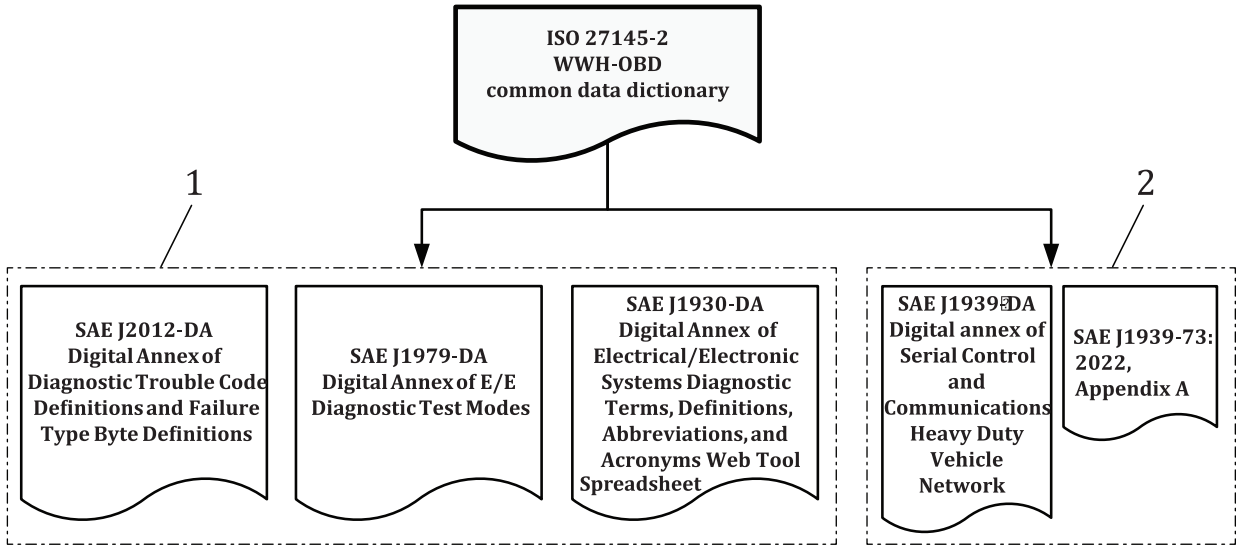 ISO 27145-2
WWH-OBD
common data dictionary
1
2
SAE J2012-DA
Digital Annex of
Diagnostic Trouble Code
Definitions and Failure
Type Byte Definitions
SAE J1979-DA
Digital Annex of E/E
Diagnostic Test Modes
SAE J1930-DA
Digital Annex of
Electrical/Electronic
Systems Diagnostic
Terms, Definitions,
Abbreviations, and
Acronyms Web Tool
Spreadsheet
SAE J1939-DA
Digital annex of
Serial Control
and
Communications
Heavy Duty
Vehicle
Network
SAE J1939-73:
2022,
Appendix A